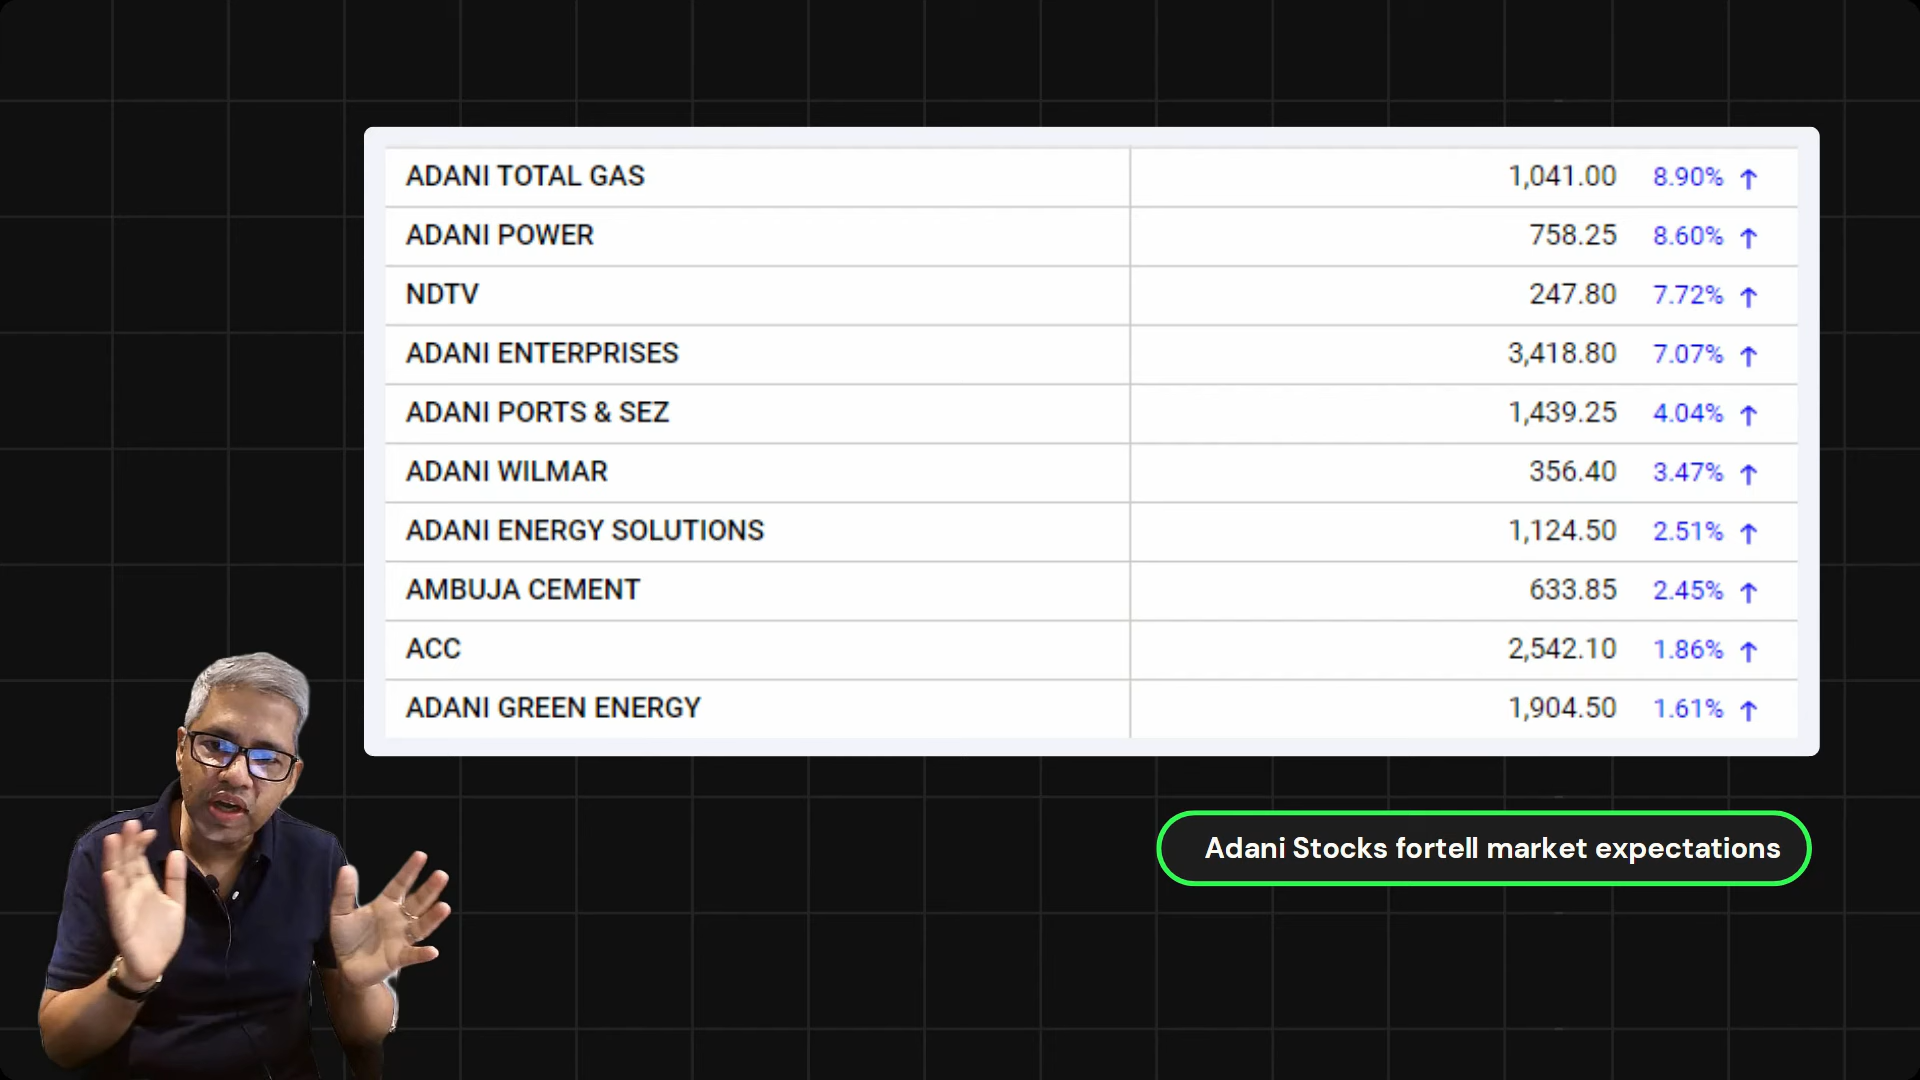 ADANI TOTAL GAS 1,041.00 8.90% ↑
ADANI POWER 758.25 8.60% ↑
NDTV 247.80 7.72% ↑
ADANI ENTERPRISES 3,418.80 7.07% ↑
ADANI PORTS & SEZ 1,439.25 4.04% ↑
ADANI WILMAR 356.40 3.47% ↑
ADANI ENERGY SOLUTIONS 1,124.50 2.51% ↑
AMBUJA CEMENT 633.85 2.45% ↑
ACC 2,542.10 1.86% ↑
ADANI GREEN ENERGY 1,904.50 1.61% ↑
Adani Stocks fortell market expectations